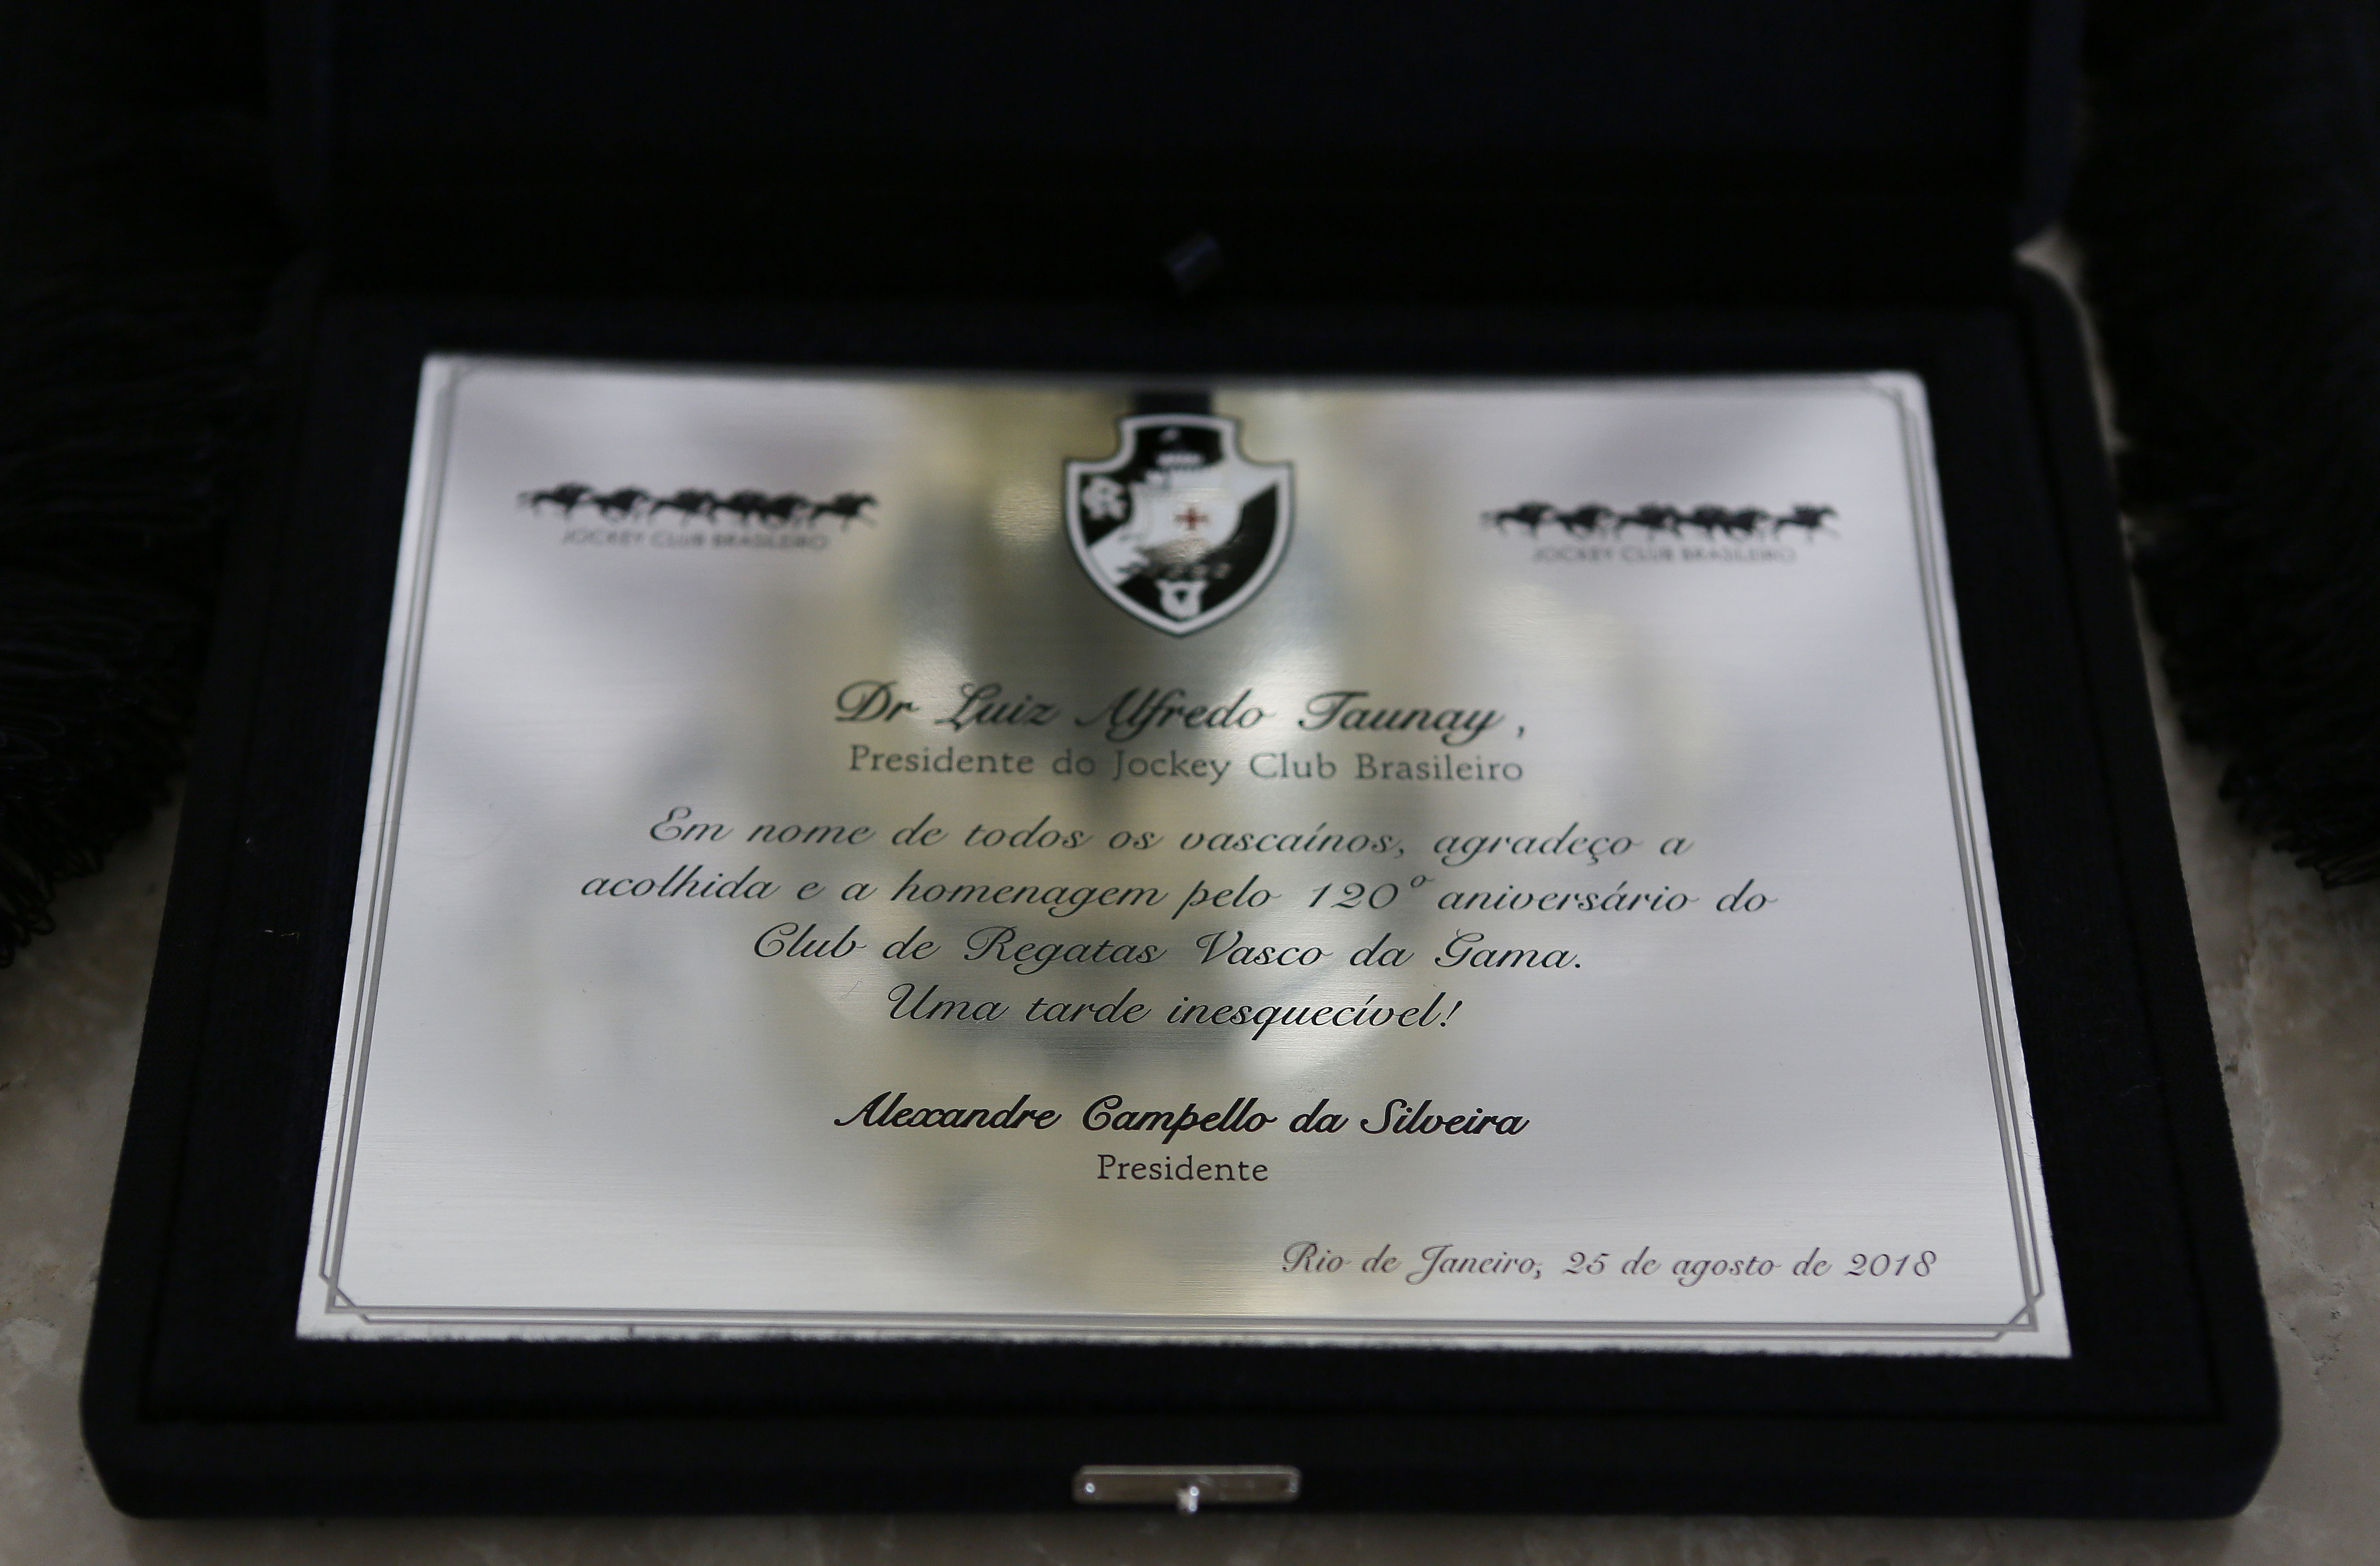 JOCKEY CLUB BRASILEIRO
JOCKEY CLUB BRASILEIRO
Dr Luiz Alfredo Taunay ,
Presidente do Jockey Club Brasileiro
Em nome de todos os vascaínos, agradeço a
acolhida e a homenagem pelo 120º aniversário do
Club de Regatas Vasco da Gama.
Uma tarde inesquecível!
Alexandre Campello da Silveira
Presidente
Rio de Janeiro, 25 de agosto de 2018